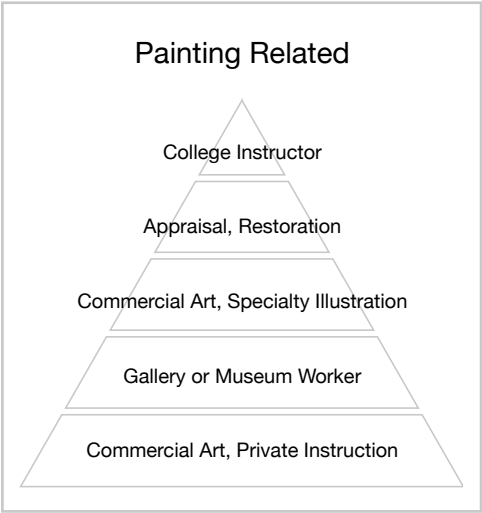 Painting Related
College Instructor
Appraisal, Restoration
Commercial Art, Specialty Illustration
Gallery or Museum Worker
Commercial Art, Private Instruction